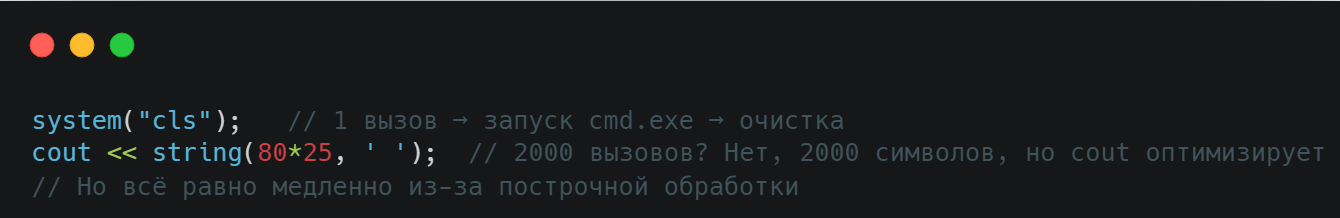 system("cls");   // 1 вызов → запуск cmd.exe → очистка
cout << string(80*25, ' ');  // 2000 вызовов? Нет, 2000 символов, но cout оптимизирует
// Но всё равно медленно из-за построчной обработки